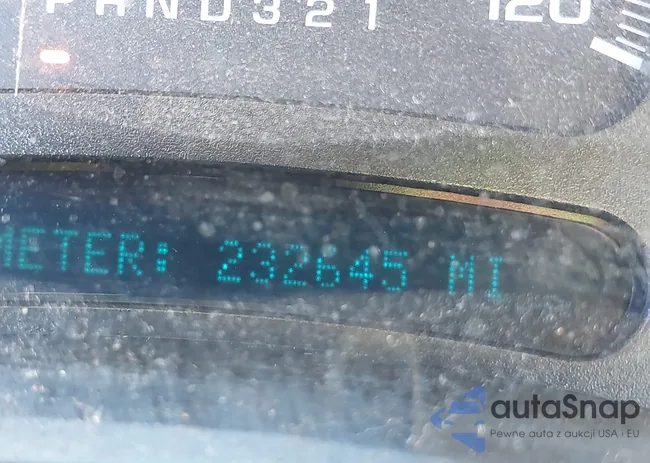 PRND321 120
METER: 232645 MI
autaSnap
Pewne auta z aukcji USA i EU